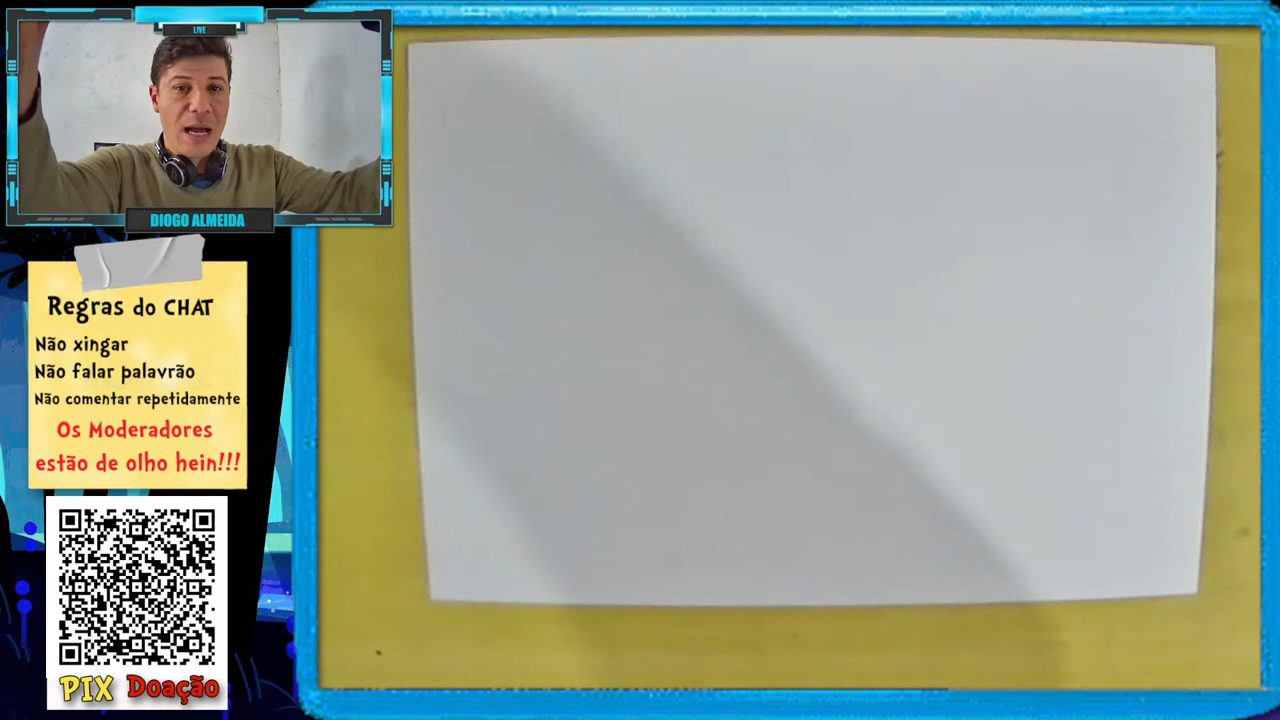 LIVE
DIOGO ALMEIDA
Regras do CHAT
Não xingar
Não falar palavrão
Não comentar repetidamente
Os Moderadores
estão de olho hein!!!
PIX Doação